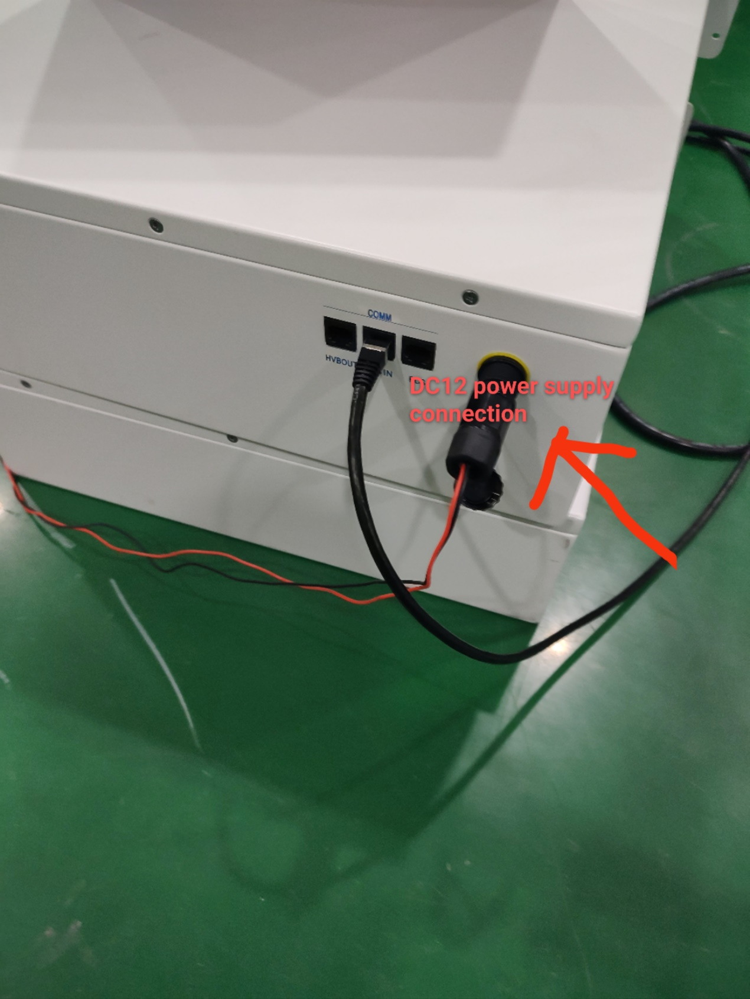 COMM
HVBOUT
IN
DC12 power supply
connection